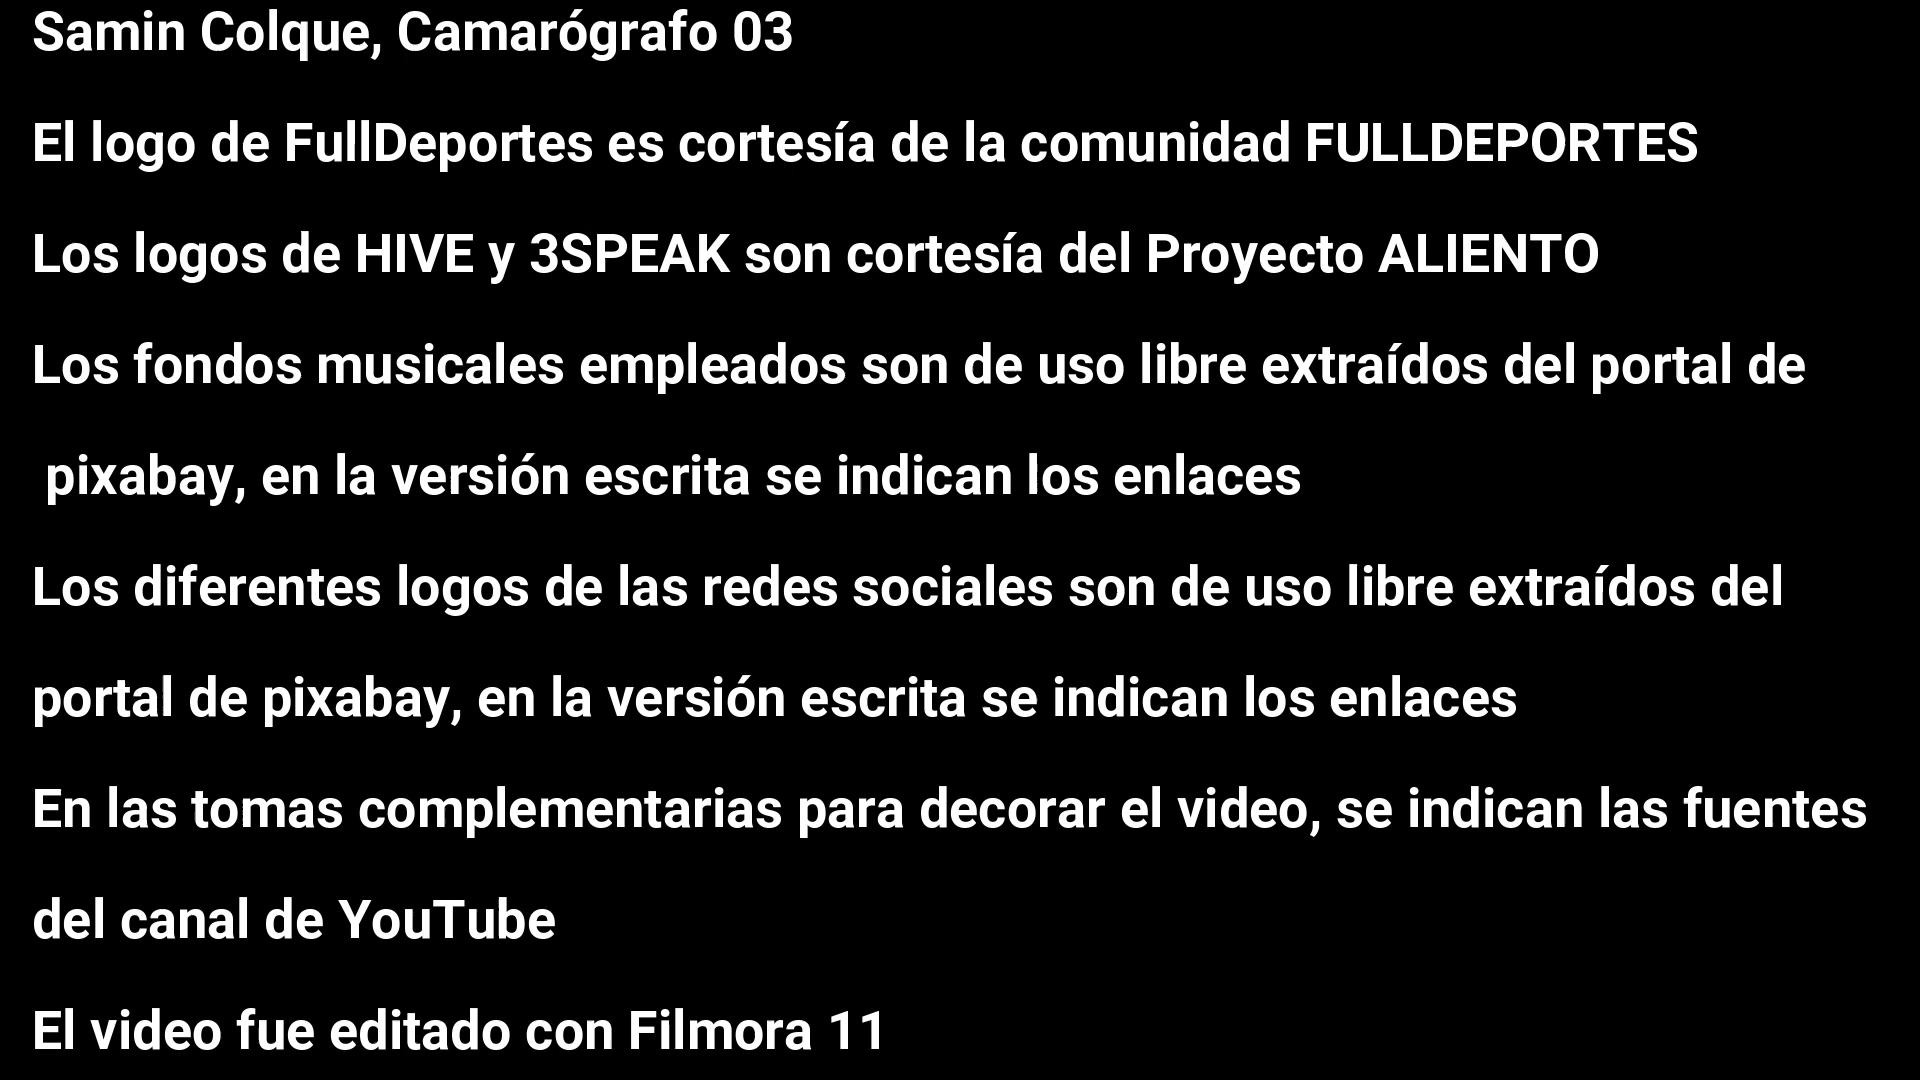 Samin Colque, Camarógrafo 03
El logo de FullDeportes es cortesía de la comunidad FULLDEPORTES
Los logos de HIVE y 3SPEAK son cortesía del Proyecto ALIENTO
Los fondos musicales empleados son de uso libre extraídos del portal de
pixabay, en la versión escrita se indican los enlaces
Los diferentes logos de las redes sociales son de uso libre extraídos del
portal de pixabay, en la versión escrita se indican los enlaces
En las tomas complementarias para decorar el video, se indican las fuentes
del canal de YouTube
El video fue editado con Filmora 11